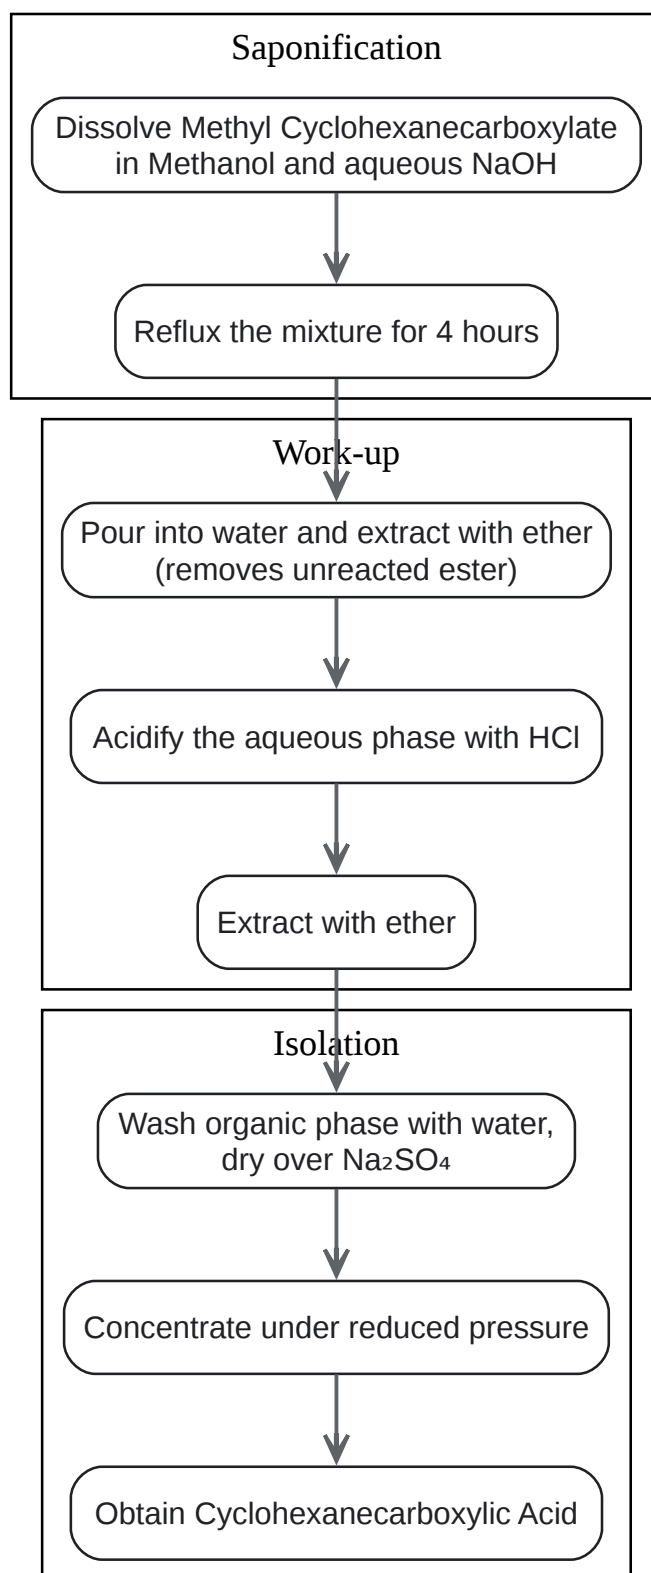 Saponification
Dissolve Methyl Cyclohexanecarboxylate
in Methanol and aqueous NaOH
Reflux the mixture for 4 hours
Work-up
Pour into water and extract with ether
(removes unreacted ester)
Acidify the aqueous phase with HCl
Extract with ether
Isolation
Wash organic phase with water,
dry over Na₂SO₄
Concentrate under reduced pressure
Obtain Cyclohexanecarboxylic Acid